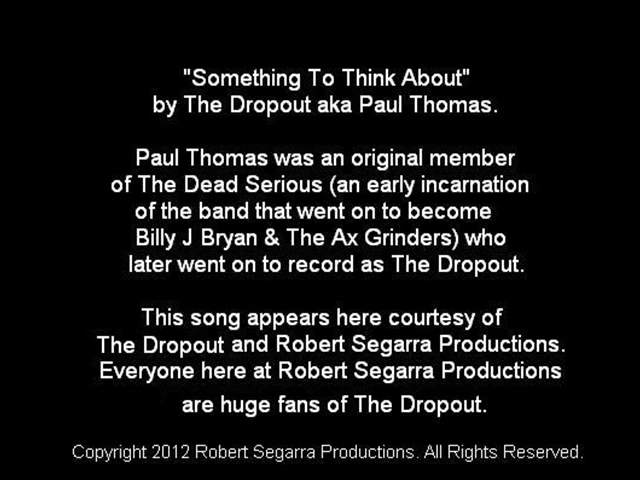 "Something To Think About"
by The Dropout aka Paul Thomas.
Paul Thomas was an original member
of The Dead Serious (an early incarnation
of the band that went on to become
Billy J Bryan & The Ax Grinders) who
later went on to record as The Dropout.
This song appears here courtesy of
The Dropout and Robert Segarra Productions.
Everyone here at Robert Segarra Productions
are huge fans of The Dropout.
Copyright 2012 Robert Segarra Productions. All Rights Reserved.